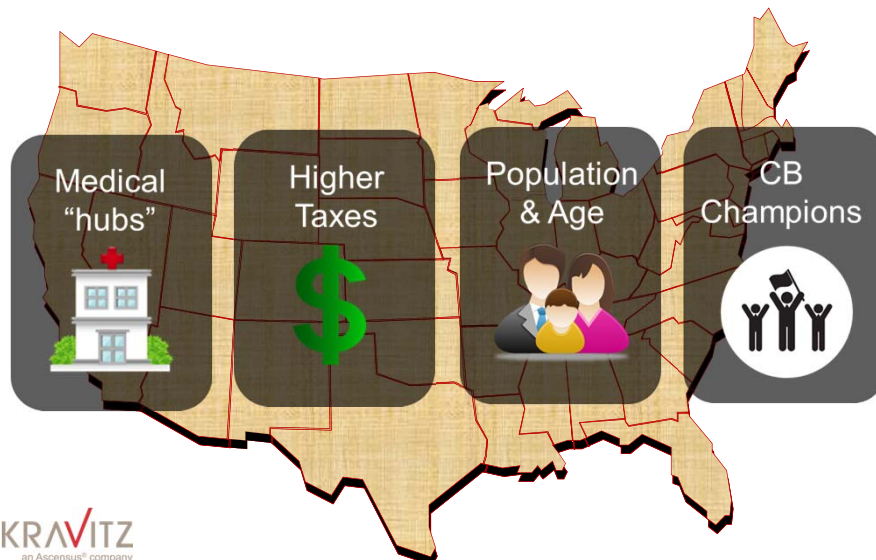 Medical
“hubs”
Higher
Taxes
Population
& Age
CB
Champions
KRAVITZ
an Ascensus® company